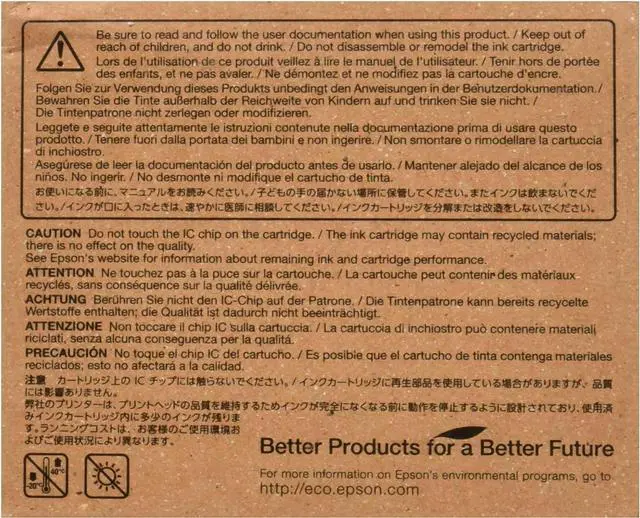 Be sure to read and follow the user documentation when using this product. / Keep out of
reach of children, and do not drink. / Do not disassemble or remodel the ink cartridge.
Lors de l'utilisation de ce produit veillez à lire le manuel de l'utilisateur. / Tenir hors de portée
des enfants, et ne pas avaler. / Ne démontez et ne modifiez pas la cartouche d'encre.
Folgen Sie zur Verwendung dieses Produkts unbedingt den Anweisungen in der Benutzerdokumentation. /
Bewahren Sie die Tinte außerhalb der Reichweite von Kindern auf und trinken Sie sie nicht. /
Die Tintenpatrone nicht zerlegen oder modifizieren.
Leggete e seguite attentamente le istruzioni contenute nella documentazione prima di usare questo
prodotto. / Tenere fuori dalla portata dei bambini e non ingerire. / Non smontare o rimodellare la cartuccia
di inchiostro.
Asegúrese de leer la documentación del producto antes de usarlo. / Mantener alejado del alcance de los
niños. No ingerir. / No desmonte ni modifique el cartucho de tinta.
お使いになる前に、マニュアルをお読みください。/子どもの手の届かない場所に保管してください。またインクは飲まないでくだ
さい。/インクが口に入ったときは、速やかに医師に相談してください。/インクカートリッジを分解または改造をしないでください。
CAUTION Do not touch the IC chip on the cartridge. / The ink cartridge may contain recycled materials;
there is no effect on the quality.
See Epson's website for information about remaining ink and cartridge performance.
ATTENTION Ne touchez pas à la puce sur la cartouche. / La cartouche peut contenir des matériaux
recyclés, sans conséquence sur la qualité délivrée.
ACHTUNG Berühren Sie nicht den IC-Chip auf der Patrone. / Die Tintenpatrone kann bereits recycelte
Wertstoffe enthalten; die Qualität ist dadurch nicht beeinträchtigt.
ATTENZIONE Non toccare il chip IC sulla cartuccia. / La cartuccia di inchiostro può contenere materiali
riciclati, senza alcuna conseguenza per la qualità.
PRECAUCIÓN No toque el chip IC del cartucho. / Es posible que el cartucho de tinta contenga materiales
reciclados; esto no afectará a la calidad.
注意 カートリッジ上の IC チップには触らないでください。/インクカートリッジに再生部品を使用している場合がありますが、品質
には影響ありません。
弊社のプリンターは、プリントヘッドの品質を維持するためインクが完全になくなる前に動作を停止するように設計されており、使用済
みインクカートリッジ内に多少のインクが残りま
す。ランニングコストは、お客様のご使用環境お
よびご使用状況により異なります。
Better Products for a Better Future
For more information on Epson's environmental programs, go to
http://eco.epson.com
寒 -20°C 暑 40°C